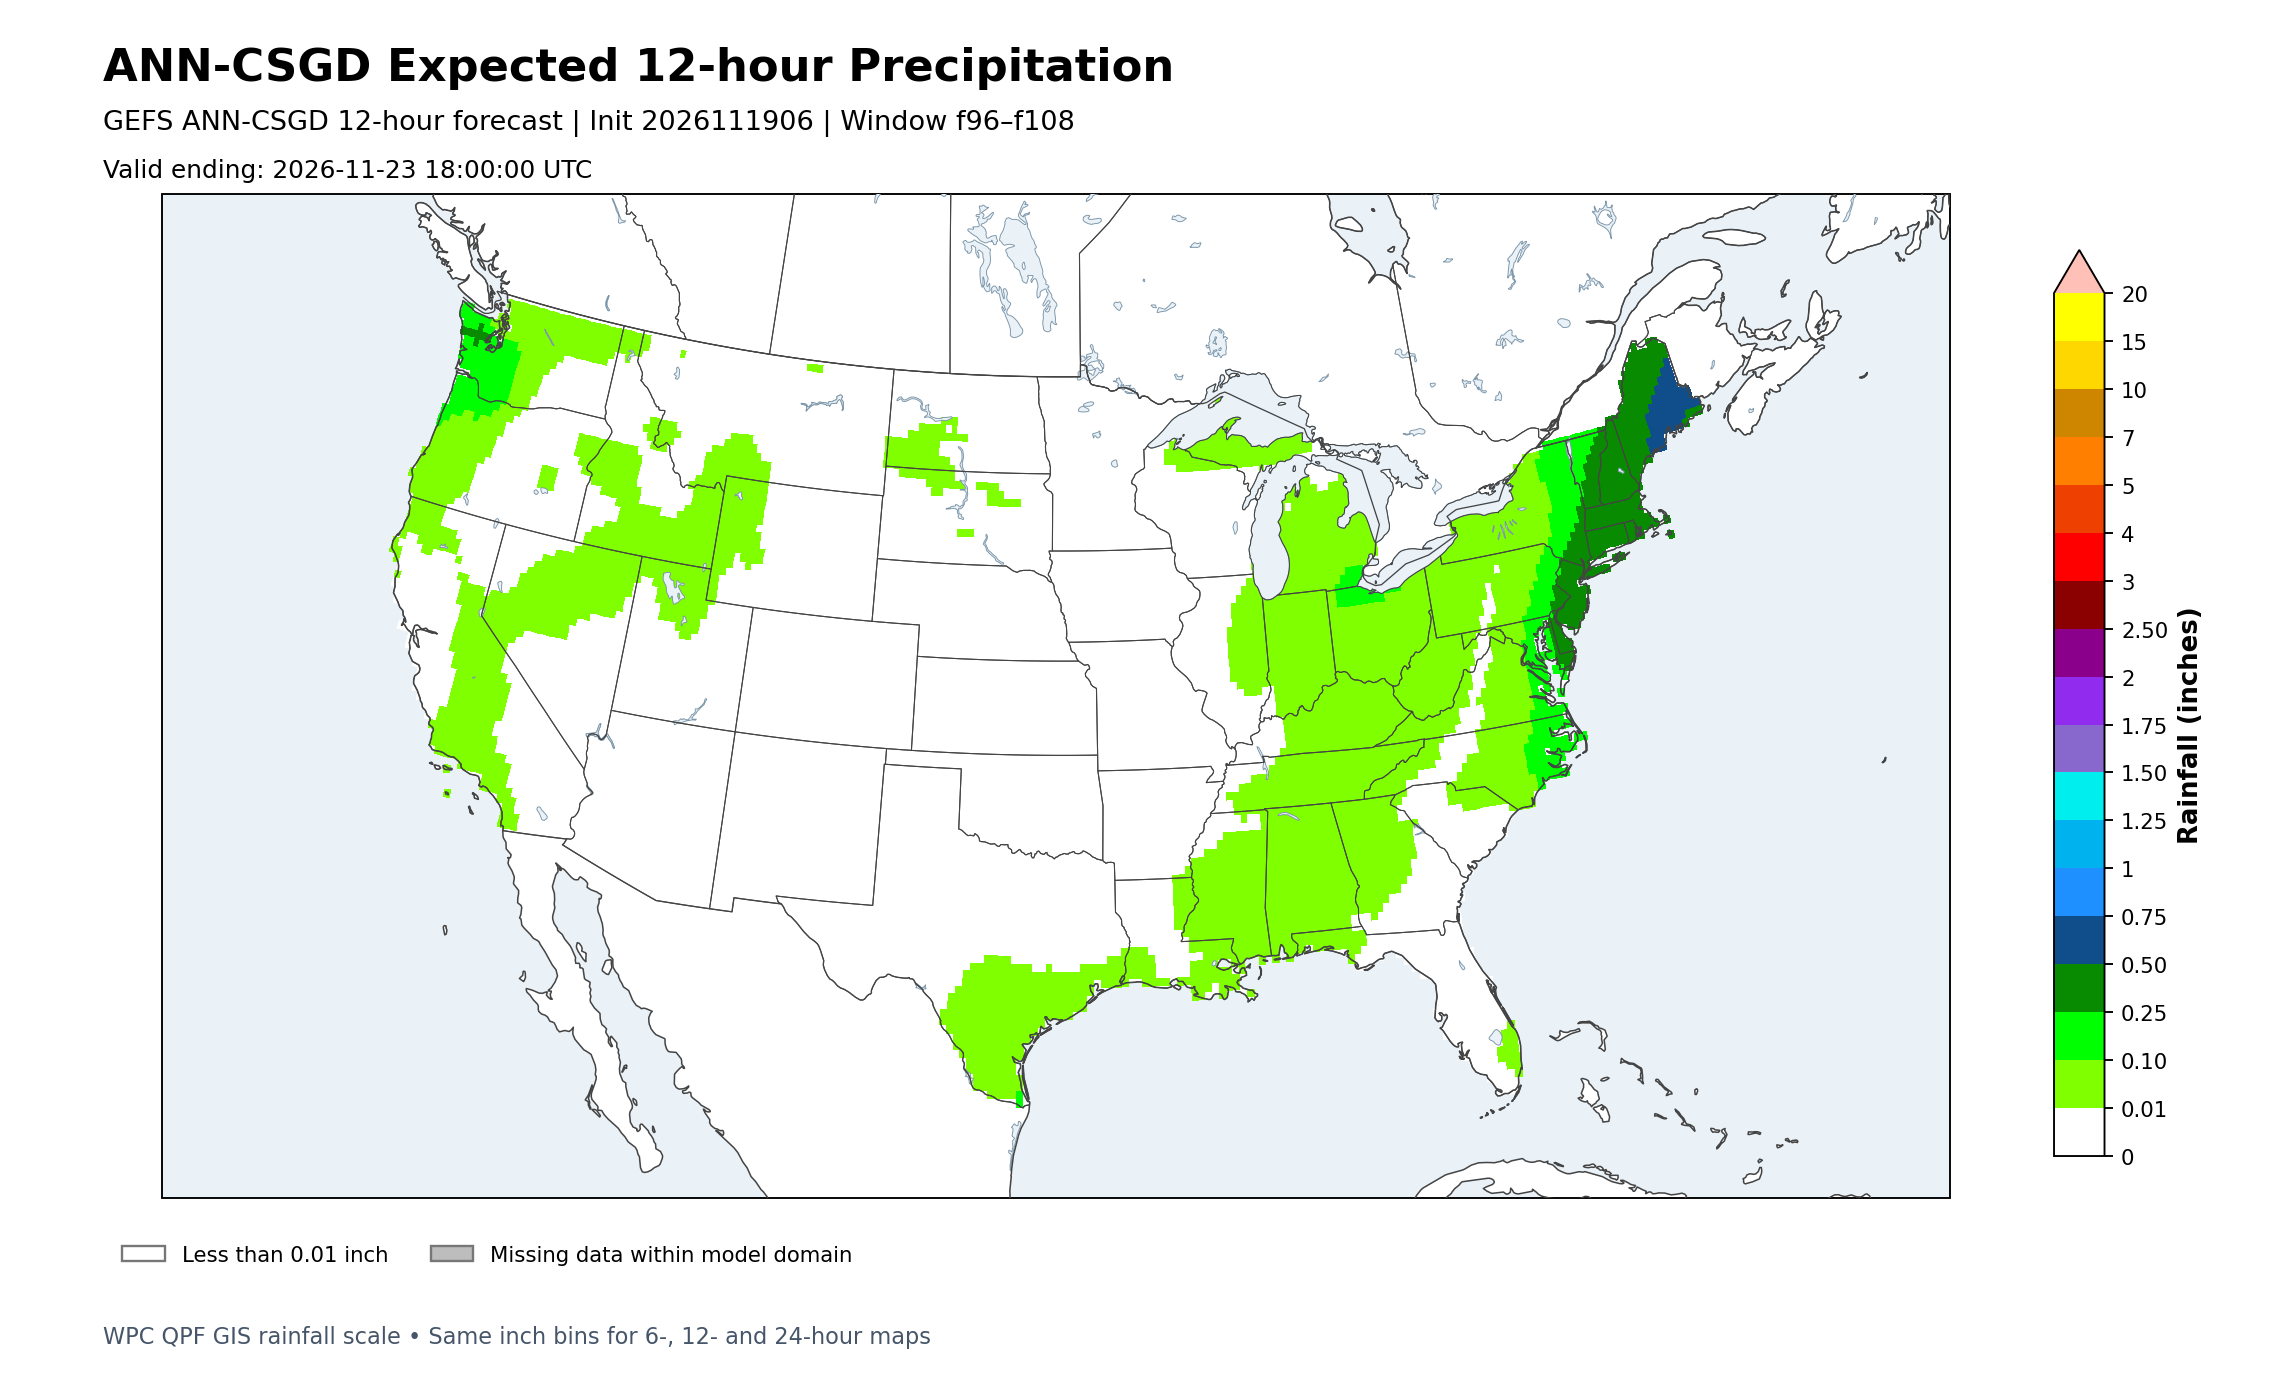 ANN-CSGD Expected 12-hour Precipitation
GEFS ANN-CSGD 12-hour forecast | Init 2026111906 | Window f96–f108
Valid ending: 2026-11-23 18:00:00 UTC
20
15
10
7
5
4
3
2.50
2
1.75
1.50
1.25
1
0.75
0.50
0.25
0.10
0.01
0
Rainfall (inches)
Less than 0.01 inch
Missing data within model domain
WPC QPF GIS rainfall scale • Same inch bins for 6-, 12- and 24-hour maps